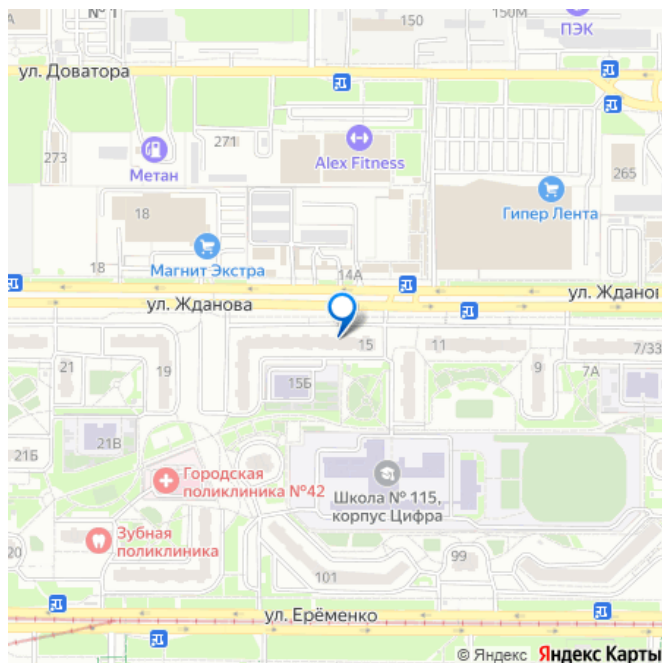 № 1
150
150М
ПЭК
ул. Доватора
273
271
Метан
Alex Fitness
265
18
Гипер Лента
Магнит Экстра
18
14А
ул. Жданова
ул. Жданов
15
11
7/33
21
19
15Б
9
7А
21В
21Б
Городская
поликлиника №42
Школа № 115,
корпус Цифра
Зубная
поликлиника
20
99
101
ул. Ерёменко
© Яндекс Яндекс Карты